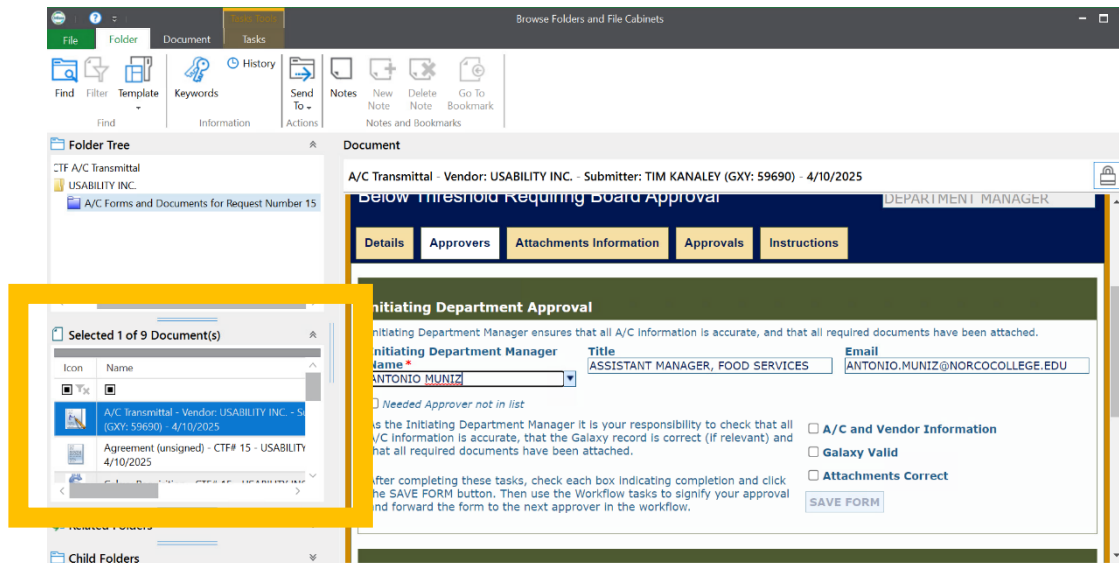 Tasks Tools
Browse Folders and File Cabinets
File Folder Document Tasks
Find Filter Template Keywords History Send To Notes New Note Delete Note Go To Bookmark
Find Information Actions Notes and Bookmarks
Folder Tree
CTF A/C Transmittal
USABILITY INC.
A/C Forms and Documents for Request Number 15
Selected 1 of 9 Document(s)
Icon Name
A/C Transmittal - Vendor: USABILITY INC. - Su
(GXY: 59690) - 4/10/2025
Agreement (unsigned) - CTF# 15 - USABILITY
4/10/2025
Related Folders
Child Folders
Document
A/C Transmittal - Vendor: USABILITY INC. - Submitter: TIM KANALEY (GXY: 59690) - 4/10/2025
Below Threshold Requiring Board Approval
DEPARTMENT MANAGER
Details Approvers Attachments Information Approvals Instructions
nitiating Department Approval
nitiating Department Manager ensures that all A/C information is accurate, and that all required documents have been attached.
nitiating Department Manager Name*
Title
Email
ANTONIO MUNIZ
ASSISTANT MANAGER, FOOD SERVICES
ANTONIO.MUNIZ@NORCOCOLLEGE.EDU
Needed Approver not in list
As the Initiating Department Manager it is your responsibility to check that all
A/C Information is accurate, that the Galaxy record is correct (if relevant) and
that all required documents have been attached.
After completing these tasks, check each box indicating completion and click
the SAVE FORM button. Then use the Workflow tasks to signify your approval
and forward the form to the next approver in the workflow.
A/C and Vendor Information
Galaxy Valid
Attachments Correct
SAVE FORM